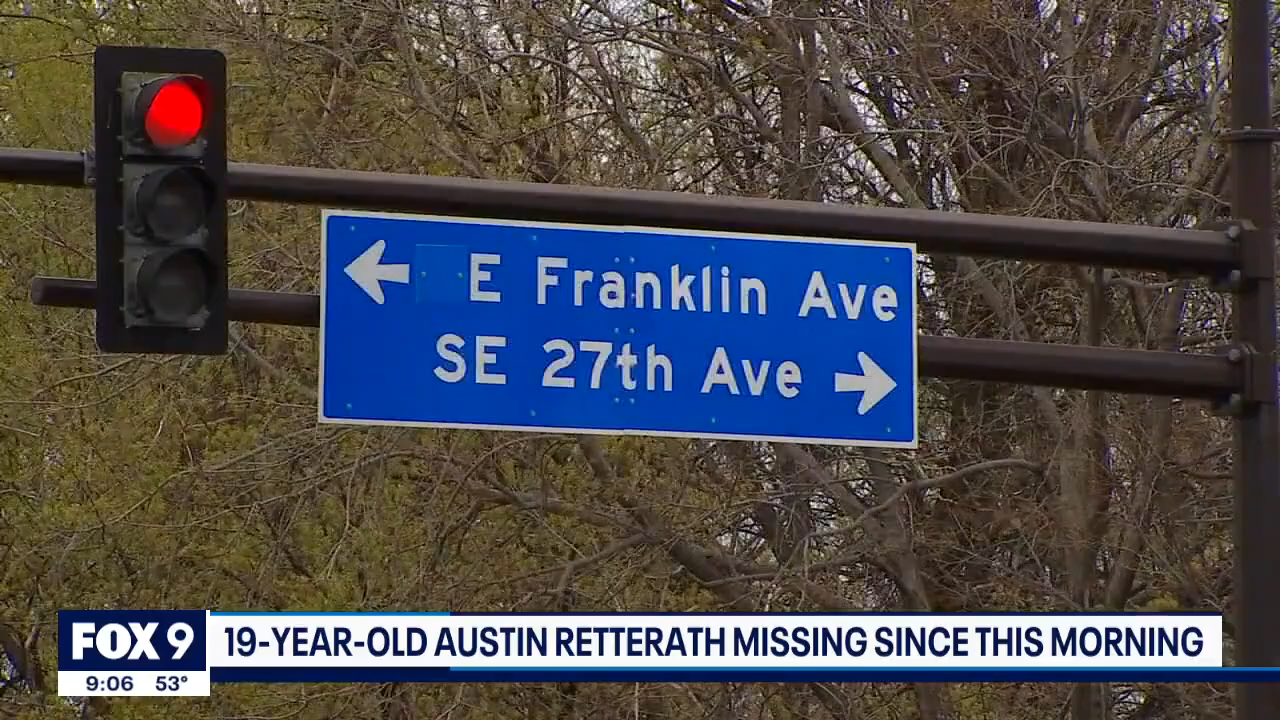 E Franklin Ave
SE 27th Ave
FOX 9
19-YEAR-OLD AUSTIN RETTERATH MISSING SINCE THIS MORNING
9:06 53°